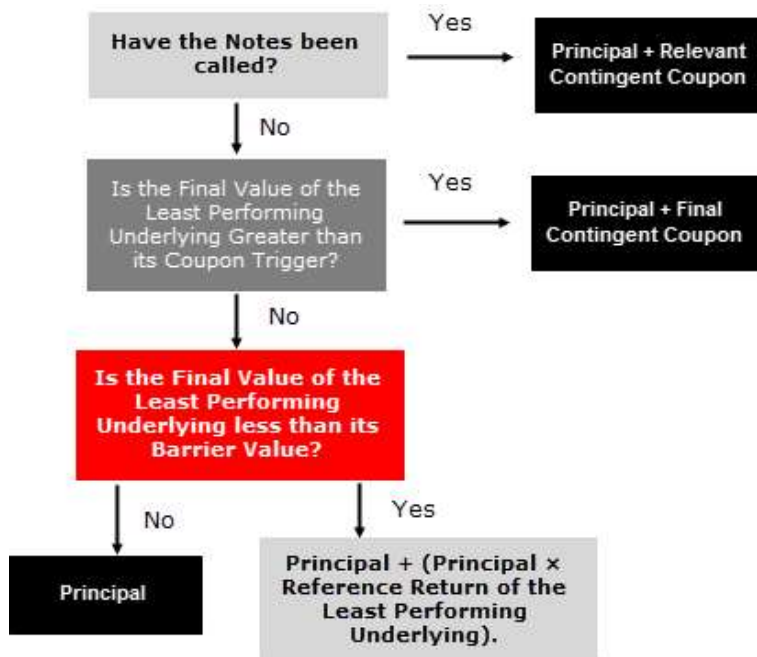 Have the Notes been
called?
Yes
Principal + Relevant
Contingent Coupon
No
Is the Final Value of the
Least Performing
Underlying Greater than
its Coupon Trigger?
Yes
Principal + Final
Contingent Coupon
No
Is the Final Value of the
Least Performing
Underlying less than its
Barrier Value?
No
Yes
Principal
Principal + (Principal ×
Reference Return of the
Least Performing
Underlying).